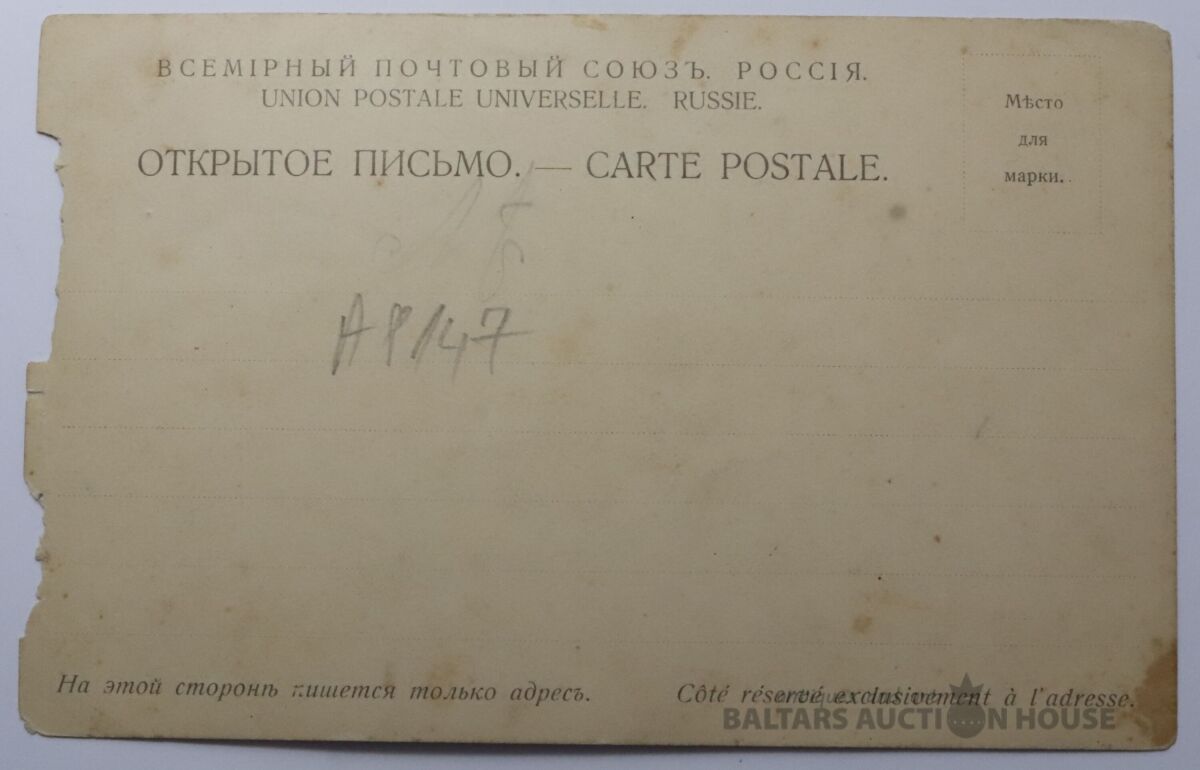 ВСЕМІРНЫЙ ПОЧТОВЫЙ СОЮЗЪ. РОССІЯ.
UNION POSTALE UNIVERSELLE. RUSSIE.
ОТКРЫТОЕ ПИСЬМО. — CARTE POSTALE.
Мѣсто
для
марки.
На этой сторонѣ пишется только адресъ.
Côté réservé exclusivement à l'adresse.
BALTARS AUCTION HOUSE